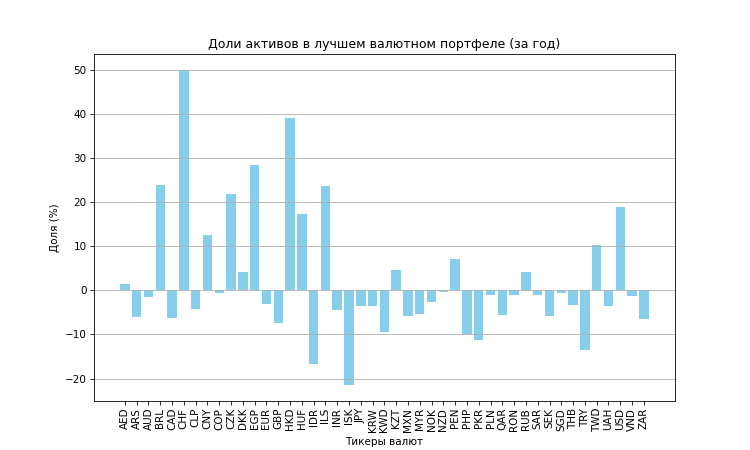 Доли активов в лучшем валютном портфеле (за год)
Доля (%)
50
40
30
20
10
0
−10
−20
AED ARS AUD BRL CAD CHF CLP CNY COP CZK DKK EGP EUR GBP HKD HUF IDR ILS INR ISK JPY KRW KWD KZT MXN MYR NOK NZD PEN PHP PKR PLN QAR RON RUB SAR SEK SGD THB TRY TWD UAH USD VND ZAR
Тикеры валют